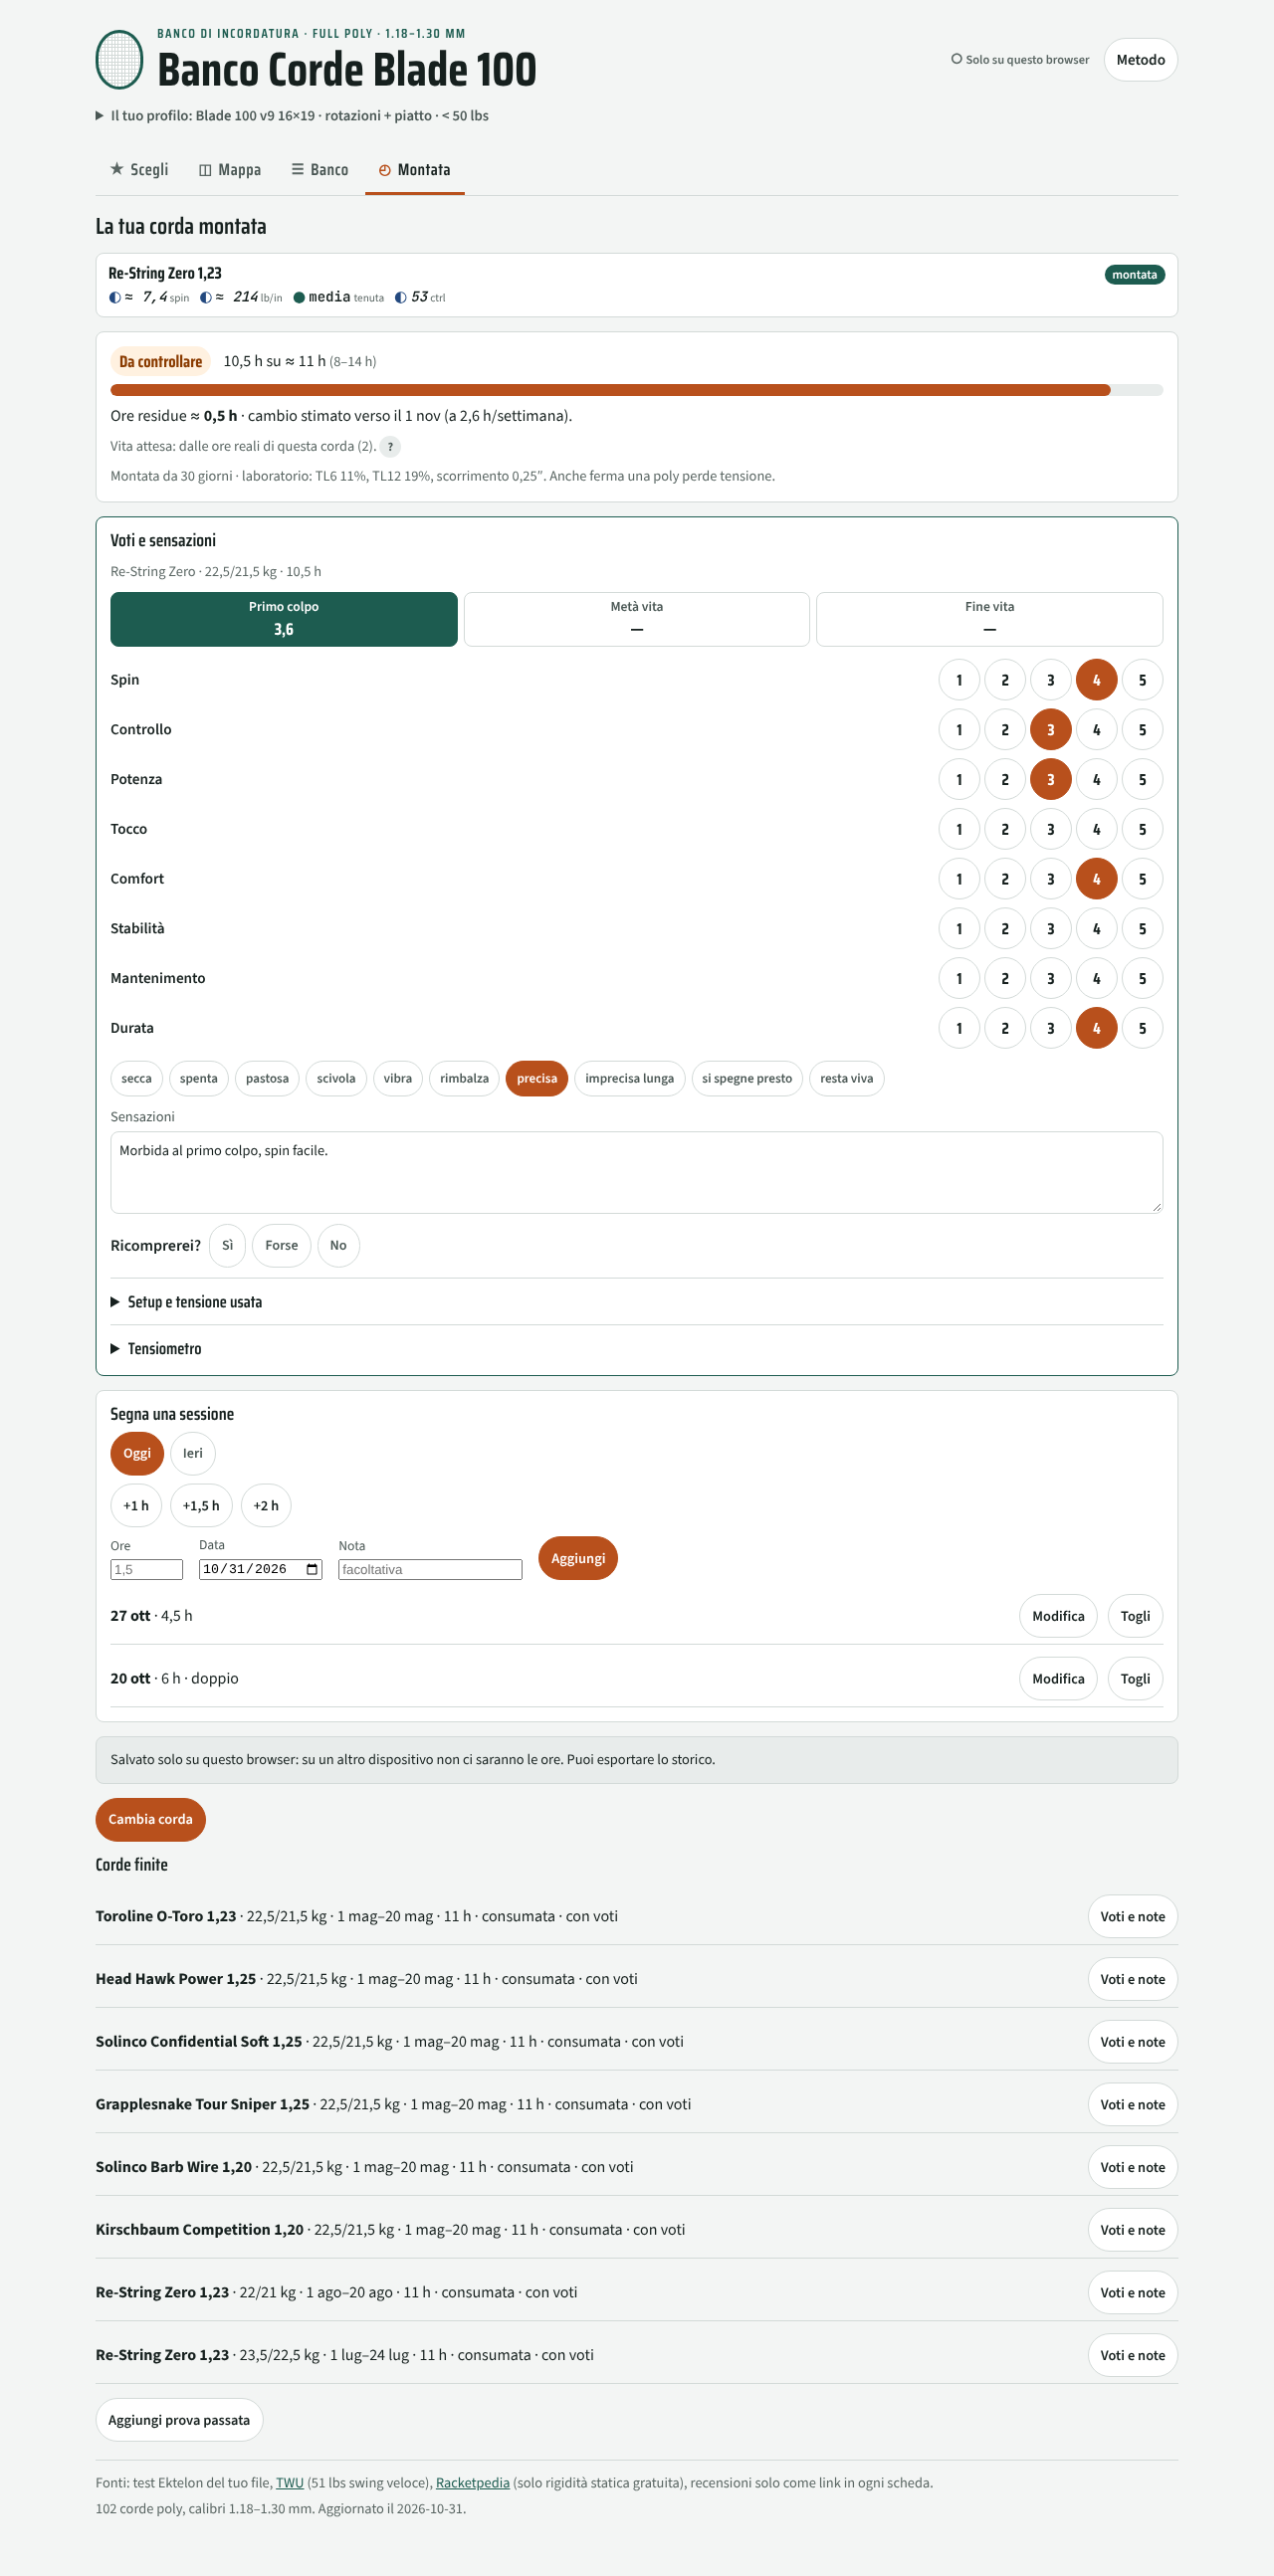 BANCO DI INCORDATURA · FULL POLY · 1.18–1.30 MM
Banco Corde Blade 100
Solo su questo browser
Metodo
Il tuo profilo: Blade 100 v9 16×19 · rotazioni + piatto · < 50 lbs
Scegli
Mappa
Banco
Montata
La tua corda montata
Re-String Zero 1,23
montata
≈ 7,4 spin ≈ 214 lb/in media tenuta 53 ctrl
Da controllare 10,5 h su ≈ 11 h (8–14 h)
Ore residue ≈ 0,5 h · cambio stimato verso il 1 nov (a 2,6 h/settimana).
Vita attesa: dalle ore reali di questa corda (2). ?
Montata da 30 giorni · laboratorio: TL6 11%, TL12 19%, scorrimento 0,25″. Anche ferma una poly perde tensione.
Voti e sensazioni
Re-String Zero · 22,5/21,5 kg · 10,5 h
Primo colpo
3,6
Metà vita
—
Fine vita
—
Spin 1 2 3 4 5
Controllo 1 2 3 4 5
Potenza 1 2 3 4 5
Tocco 1 2 3 4 5
Comfort 1 2 3 4 5
Stabilità 1 2 3 4 5
Mantenimento 1 2 3 4 5
Durata 1 2 3 4 5
secca spenta pastosa scivola vibra rimbalza precisa imprecisa lunga si spegne presto resta viva
Sensazioni
Morbida al primo colpo, spin facile.
Ricomprerei? Sì Forse No
Setup e tensione usata
Tensiometro
Segna una sessione
Oggi Ieri
+1 h +1,5 h +2 h
Ore Data Nota
1,5 10/31/2026 facoltativa Aggiungi
27 ott · 4,5 h Modifica Togli
20 ott · 6 h · doppio Modifica Togli
Salvato solo su questo browser: su un altro dispositivo non ci saranno le ore. Puoi esportare lo storico.
Cambia corda
Corde finite
Toroline O-Toro 1,23 · 22,5/21,5 kg · 1 mag–20 mag · 11 h · consumata · con voti Voti e note
Head Hawk Power 1,25 · 22,5/21,5 kg · 1 mag–20 mag · 11 h · consumata · con voti Voti e note
Solinco Confidential Soft 1,25 · 22,5/21,5 kg · 1 mag–20 mag · 11 h · consumata · con voti Voti e note
Grapplesnake Tour Sniper 1,25 · 22,5/21,5 kg · 1 mag–20 mag · 11 h · consumata · con voti Voti e note
Solinco Barb Wire 1,20 · 22,5/21,5 kg · 1 mag–20 mag · 11 h · consumata · con voti Voti e note
Kirschbaum Competition 1,20 · 22,5/21,5 kg · 1 mag–20 mag · 11 h · consumata · con voti Voti e note
Re-String Zero 1,23 · 22/21 kg · 1 ago–20 ago · 11 h · consumata · con voti Voti e note
Re-String Zero 1,23 · 23,5/22,5 kg · 1 lug–24 lug · 11 h · consumata · con voti Voti e note
Aggiungi prova passata
Fonti: test Ektelon del tuo file, TWU (51 lbs swing veloce), Racketpedia (solo rigidità statica gratuita), recensioni solo come link in ogni scheda.
102 corde poly, calibri 1.18–1.30 mm. Aggiornato il 2026-10-31.